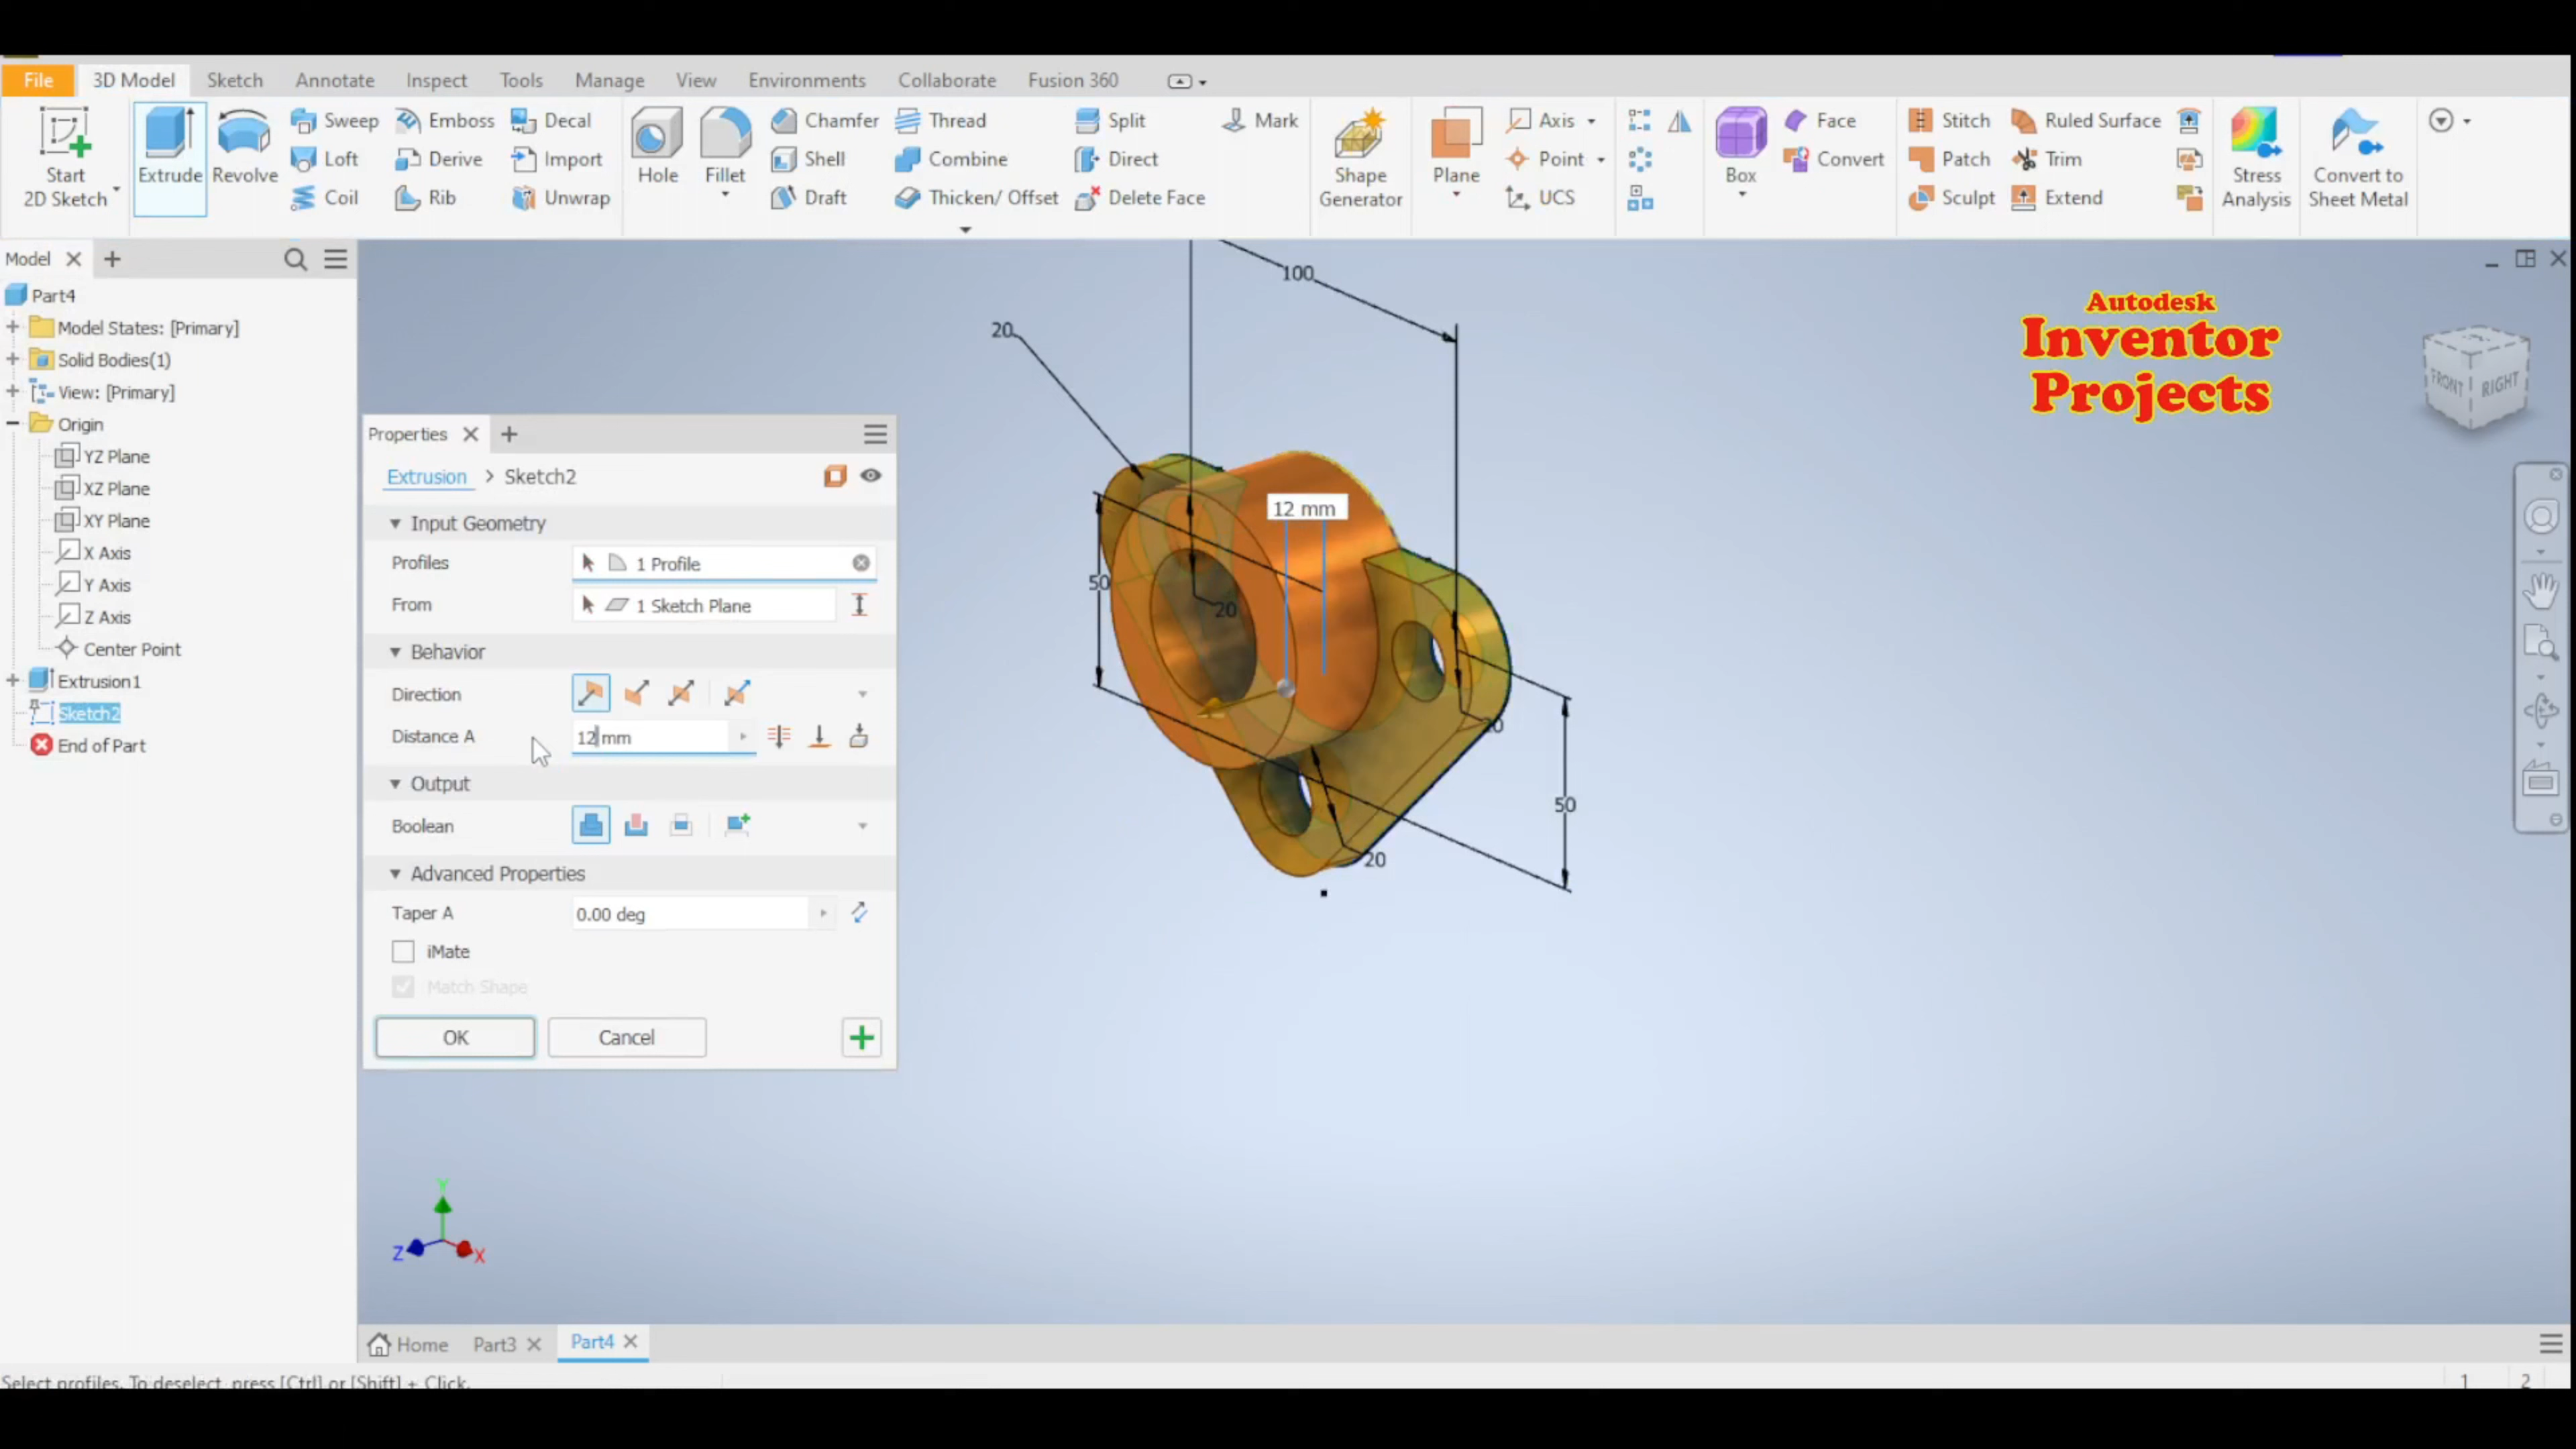 File 3D Model Sketch Annotate Inspect Tools Manage View Environments Collaborate Fusion 360
Start
2D Sketch
Extrude
Revolve
Sweep
Loft
Coil
Emboss
Derive
Rib
Decal
Import
Unwrap
Hole
Fillet
Chamfer
Shell
Draft
Thread
Combine
Thicken/ Offset
Split
Direct
Delete Face
Mark
Shape
Generator
Plane
Axis
Point
UCS
Box
Face
Convert
Stitch
Patch
Sculpt
Ruled Surface
Trim
Extend
Stress
Analysis
Convert to
Sheet Metal
Model
Part4
Model States: [Primary]
Solid Bodies(1)
View: [Primary]
Origin
YZ Plane
XZ Plane
XY Plane
X Axis
Y Axis
Z Axis
Center Point
Extrusion1
Sketch2
End of Part
Properties
Extrusion > Sketch2
Input Geometry
Profiles 1 Profile
From 1 Sketch Plane
Behavior
Direction
Distance A 12 mm
Output
Boolean
Advanced Properties
Taper A 0.00 deg
iMate
Match Shape
OK Cancel
100
20
12 mm
50
20
20
50
20
Autodesk
Inventor
Projects
FRONT RIGHT
Y
Z X
Home Part3 Part4
Select profiles. To deselect, press [Ctrl] or [Shift] + Click.
1 2